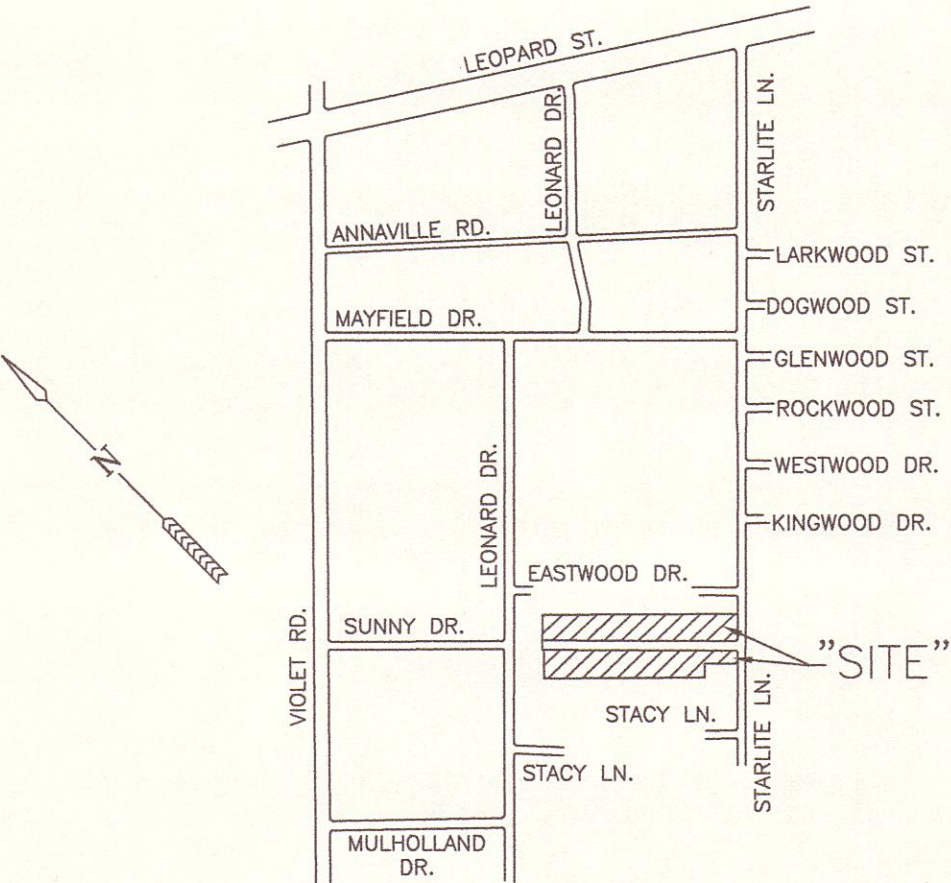 LEOPARD ST.
LEONARD DR.
STARLITE LN.
ANNAVILLE RD.
LARKWOOD ST.
DOGWOOD ST.
MAYFIELD DR.
GLENWOOD ST.
ROCKWOOD ST.
N
LEONARD DR.
WESTWOOD DR.
KINGWOOD DR.
EASTWOOD DR.
VIOLET RD.
SUNNY DR.
"SITE"
STACY LN.
STARLITE LN.
STACY LN.
MULHOLLAND
DR.